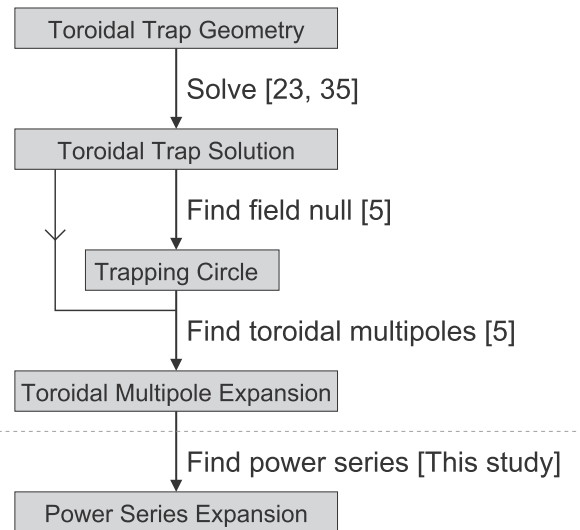 Toroidal Trap Geometry
Solve [23, 35]
Toroidal Trap Solution
Find field null [5]
Trapping Circle
Find toroidal multipoles [5]
Toroidal Multipole Expansion
Find power series [This study]
Power Series Expansion